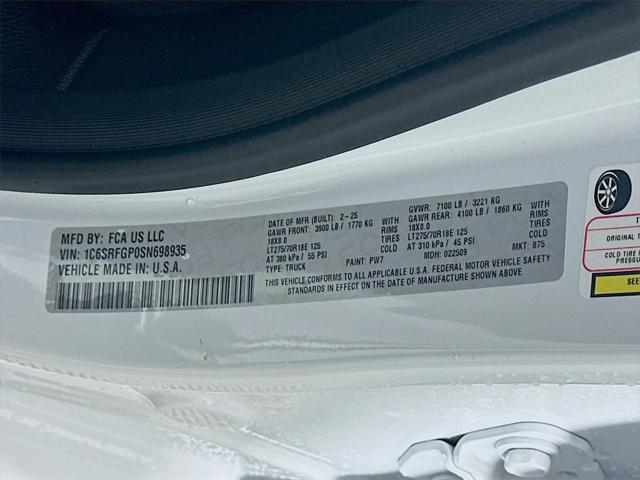 MFD BY: FCA US LLC
VIN: 1C6SRFGP0SN698935
VEHICLE MADE IN: U.S.A.
DATE OF MFR (BUILT): 2-25 GVWR: 7100 LB / 3221 KG
GAWR FRONT: 3900 LB / 1770 KG WITH GAWR REAR: 4100 LB / 1860 KG WITH
18X8.0 RIMS 18X8.0 RIMS
LT275/70R18E 125 TIRES LT275/70R18E 125 TIRES
AT 380 kPa / 55 PSI AT 310 kPa / 45 PSI
TYPE: TRUCK PAINT: PW7 MDH: 022509 MKT: 875
THIS VEHICLE CONFORMS TO ALL APPLICABLE U.S.A. FEDERAL MOTOR VEHICLE SAFETY
STANDARDS IN EFFECT ON THE DATE OF MANUFACTURE SHOWN ABOVE
T
ORIGINAL
COLD TIRE
PRESSURE
SEE